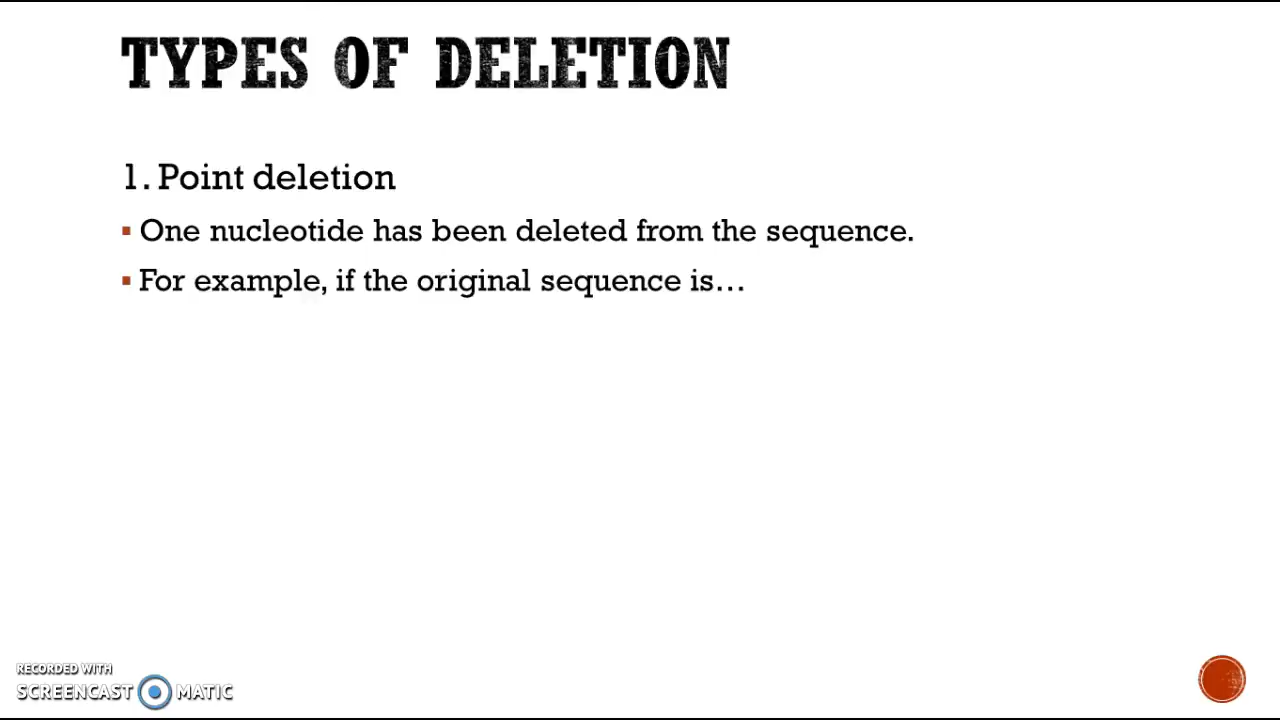 TYPES OF DELETION
1. Point deletion
▪ One nucleotide has been deleted from the sequence.
▪ For example, if the original sequence is...
RECORDED WITH
SCREENCAST MATIC